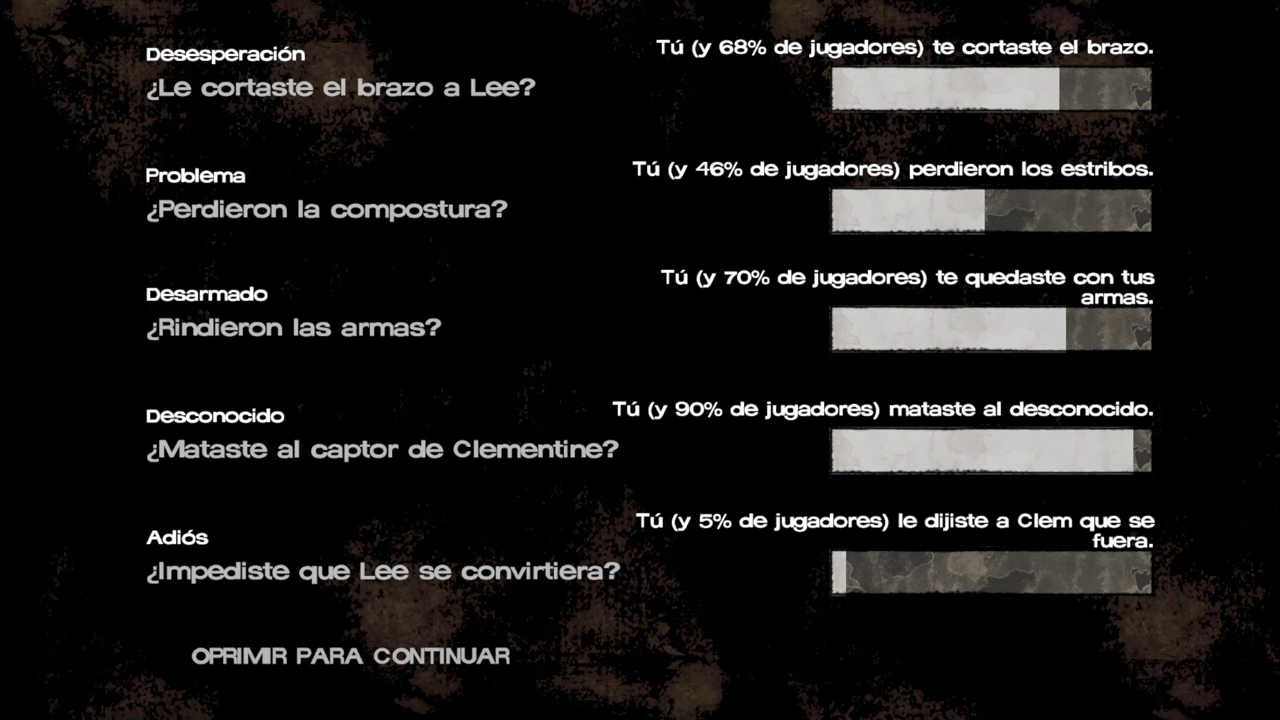 Desesperación
¿Le cortaste el brazo a Lee?
Tú (y 68% de jugadores) te cortaste el brazo.
Problema
¿Perdieron la compostura?
Tú (y 46% de jugadores) perdieron los estribos.
Desarmado
¿Rindieron las armas?
Tú (y 70% de jugadores) te quedaste con tus
armas.
Desconocido
¿Mataste al captor de Clementine?
Tú (y 90% de jugadores) mataste al desconocido.
Adiós
¿Impediste que Lee se convirtiera?
Tú (y 5% de jugadores) le dijiste a Clem que se
fuera.
OPRIMIR PARA CONTINUAR